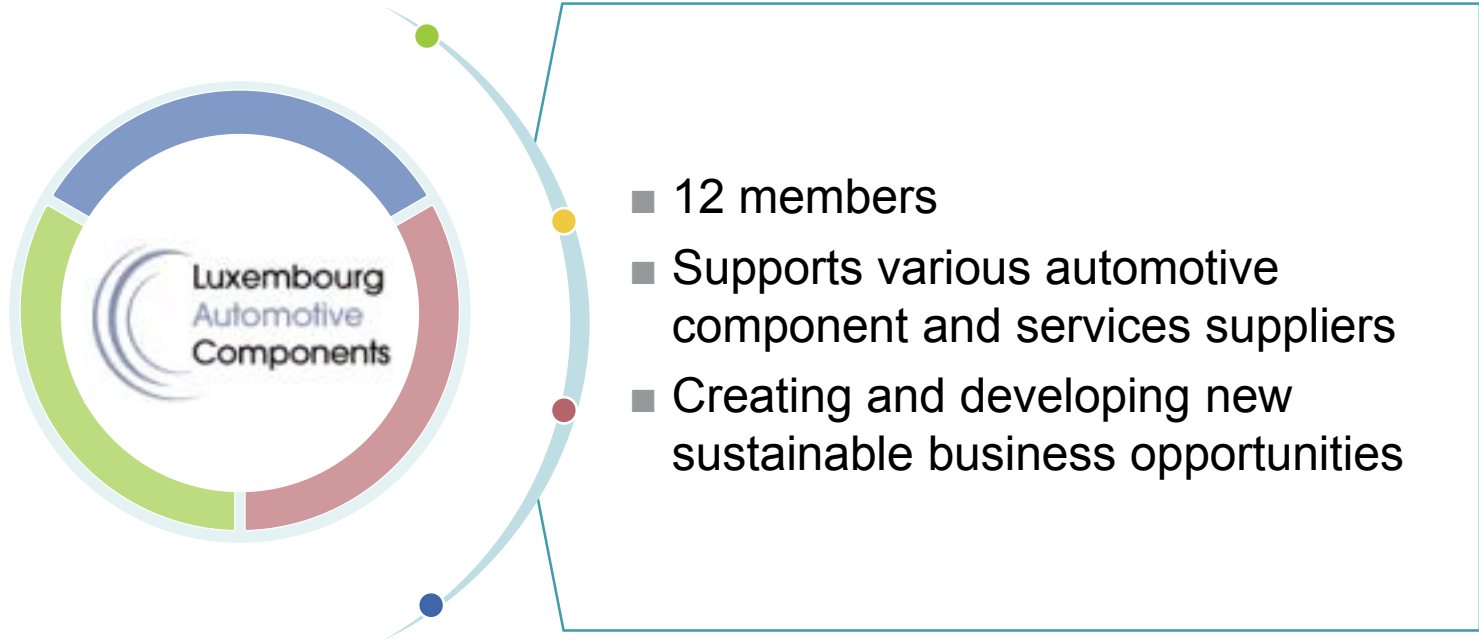 Luxembourg
Automotive
Components
■ 12 members
■ Supports various automotive
component and services suppliers
■ Creating and developing new
sustainable business opportunities